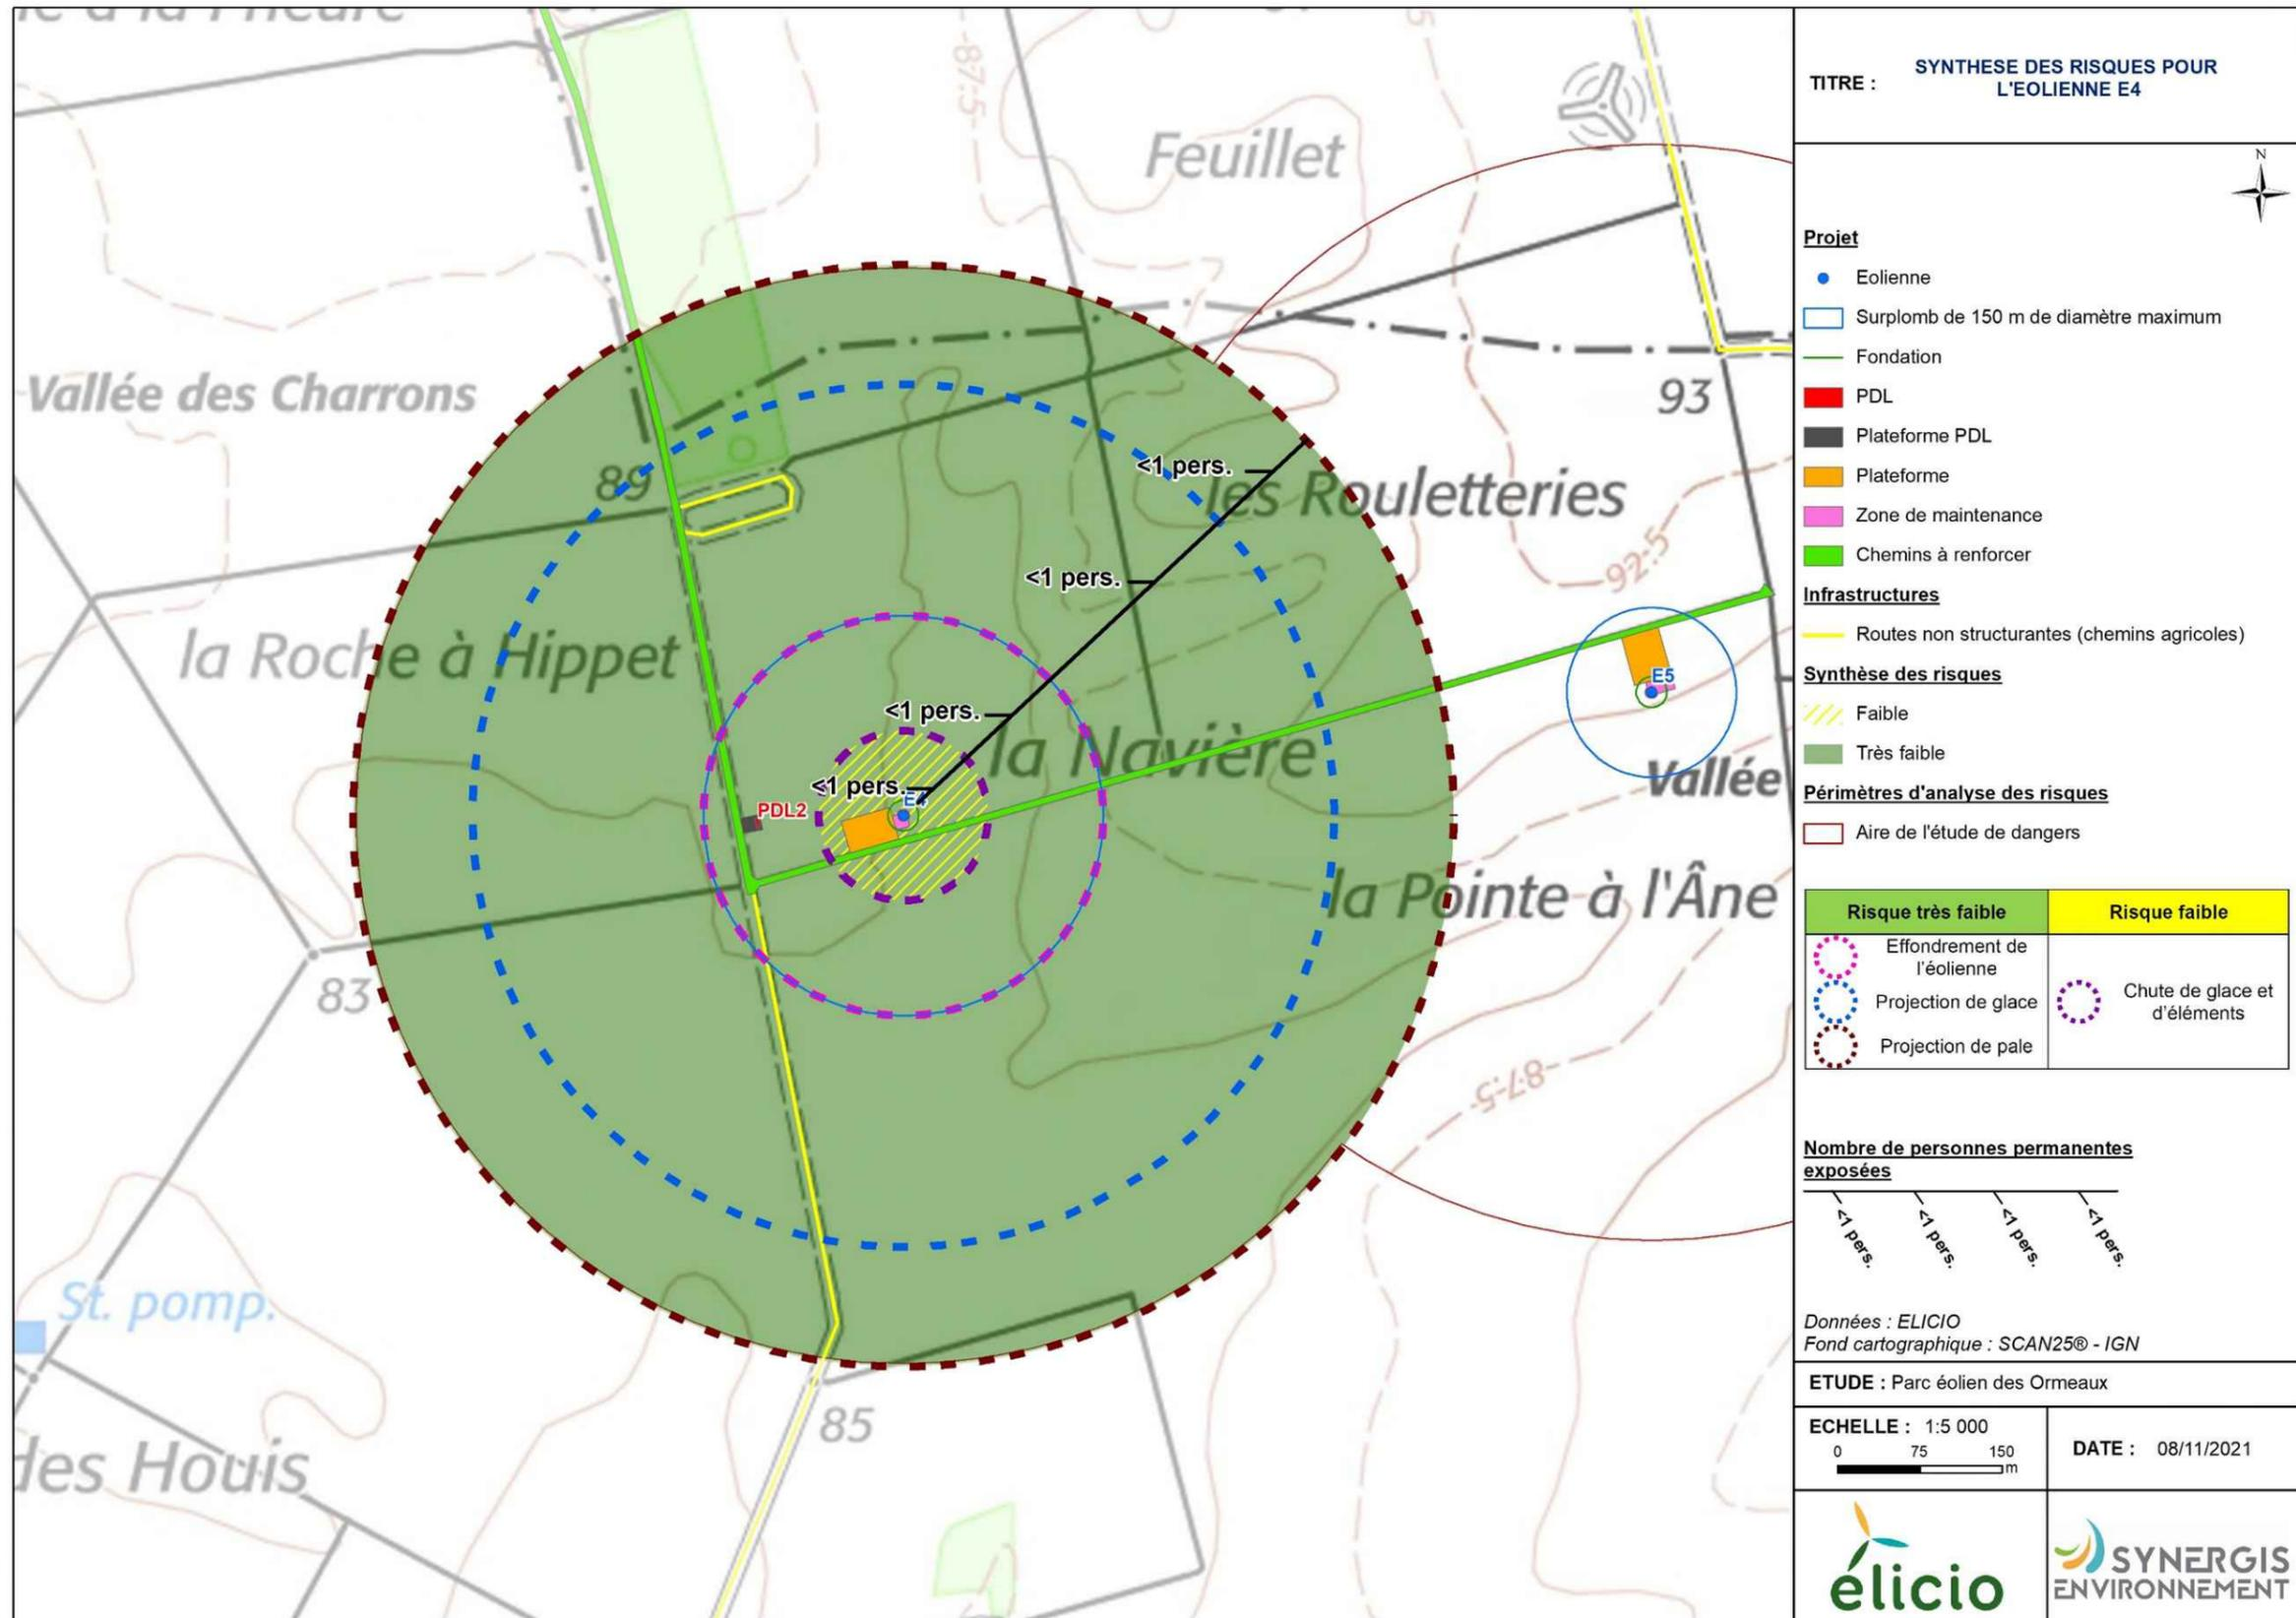 Feuillet
Vallée des Charrons
87.5
93
<1 pers.
89
les Rouletteries
<1 pers.
92.5
la Roche à Hippet
E5
<1 pers.
la Navière
Vallée
<1 pers.
E4
PDL2
la Pointe à l'Âne
83
87.5
St. pomp.
85
des Houis
TITRE :
SYNTHESE DES RISQUES POUR
L'EOLIENNE E4
N
Projet
Eolienne
Surplomb de 150 m de diamètre maximum
Fondation
PDL
Plateforme PDL
Plateforme
Zone de maintenance
Chemins à renforcer
Infrastructures
Routes non structurantes (chemins agricoles)
Synthèse des risques
Faible
Très faible
Périmètres d'analyse des risques
Aire de l'étude de dangers
Risque très faible
Risque faible
Effondrement de
l'éolienne
Projection de glace
Projection de pale
Chute de glace et
d'éléments
Nombre de personnes permanentes
exposées
<1 pers.
<1 pers.
<1 pers.
<1 pers.
Données : ELICIO
Fond cartographique : SCAN25® - IGN
ETUDE : Parc éolien des Ormeaux
ECHELLE : 1:5 000
0 75 150
m
DATE : 08/11/2021
élicio
SYNERGIS
ENVIRONNEMENT